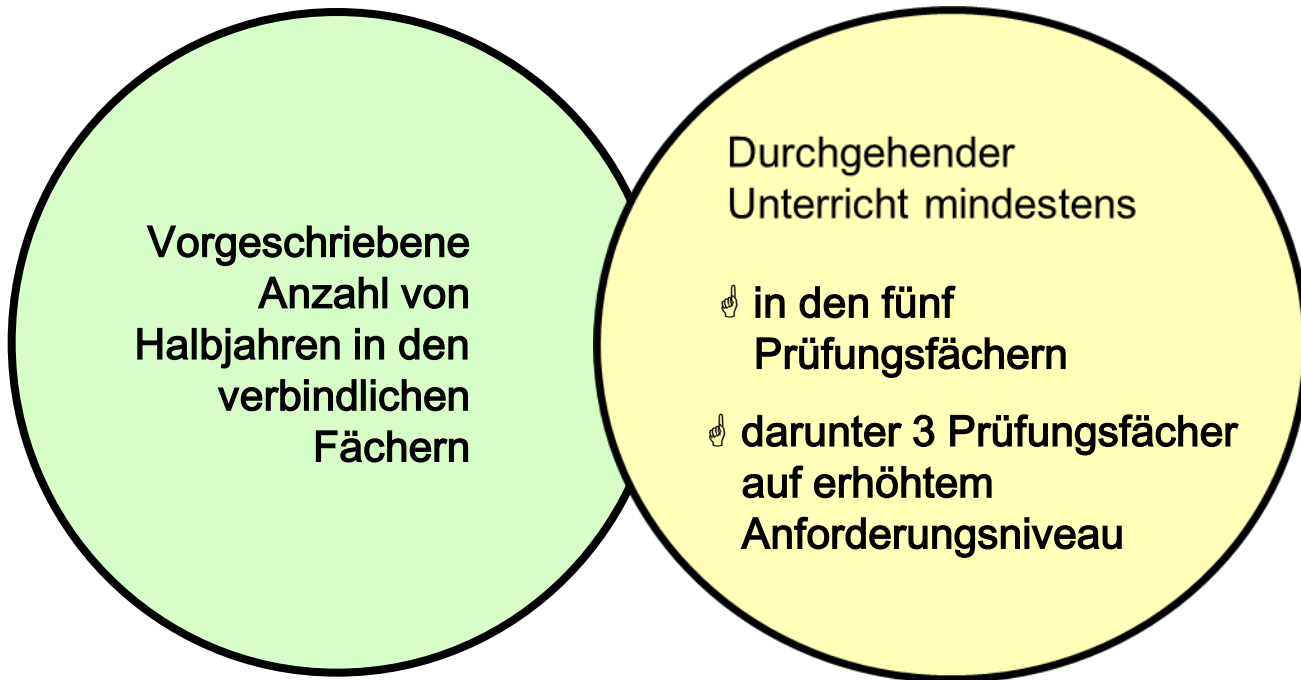 Vorgeschriebene
Anzahl von
Halbjahren in den
verbindlichen
Fächern
Durchgehender
Unterricht mindestens
☝ in den fünf
Prüfungsfächern
☝ darunter 3 Prüfungsfächer
auf erhöhtem
Anforderungsniveau